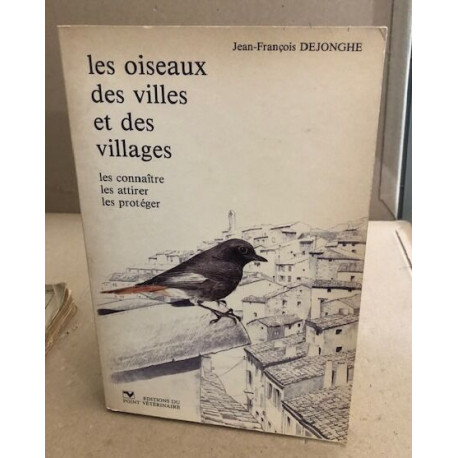 Jean-François DEJONGHE
les oiseaux
des villes
et des
villages
les connaître
les attirer
les protéger
EDITIONS DU
POINT VÉTÉRINAIRE